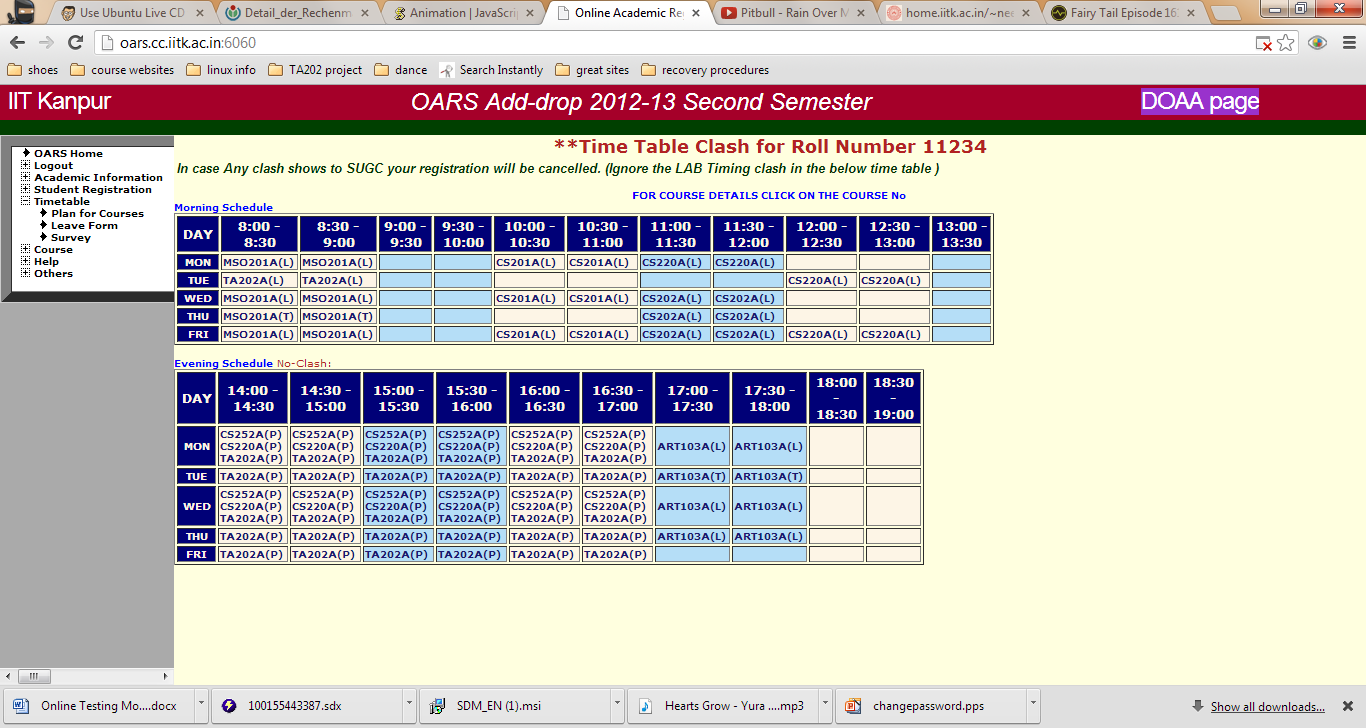 Use Ubuntu Live CD
Detail_der_Rechenm
Animation | JavaScrip
Online Academic Re
Pitbull - Rain Over M
home.iitk.ac.in/~nee
Fairy Tail Episode 16
oars.cc.iitk.ac.in:6060
shoes course websites linux info TA202 project dance Search Instantly great sites recovery procedures
IIT Kanpur OARS Add-drop 2012-13 Second Semester DOAA page
OARS Home
Logout
Academic Information
Student Registration
Timetable
Plan for Courses
Leave Form
Survey
Course
Help
Others
**Time Table Clash for Roll Number 11234
In case Any clash shows to SUGC your registration will be cancelled. (Ignore the LAB Timing clash in the below time table )
FOR COURSE DETAILS CLICK ON THE COURSE No
Morning Schedule
DAY 8:00 - 8:30 8:30 - 9:00 9:00 - 9:30 9:30 - 10:00 10:00 - 10:30 10:30 - 11:00 11:00 - 11:30 11:30 - 12:00 12:00 - 12:30 12:30 - 13:00 13:00 - 13:30
MON MSO201A(L) MSO201A(L) CS201A(L) CS201A(L) CS220A(L) CS220A(L)
TUE TA202A(L) TA202A(L) CS220A(L) CS220A(L)
WED MSO201A(L) MSO201A(L) CS201A(L) CS201A(L) CS202A(L) CS202A(L)
THU MSO201A(T) MSO201A(T) CS202A(L) CS202A(L)
FRI MSO201A(L) MSO201A(L) CS201A(L) CS201A(L) CS202A(L) CS202A(L) CS220A(L) CS220A(L)
Evening Schedule No-Clash:
DAY 14:00 - 14:30 14:30 - 15:00 15:00 - 15:30 15:30 - 16:00 16:00 - 16:30 16:30 - 17:00 17:00 - 17:30 17:30 - 18:00 18:00 - 18:30 18:30 - 19:00
CS252A(P) CS252A(P) CS252A(P) CS252A(P) CS252A(P) CS252A(P)
MON CS220A(P) CS220A(P) CS220A(P) CS220A(P) CS220A(P) CS220A(P) ART103A(L) ART103A(L)
TA202A(P) TA202A(P) TA202A(P) TA202A(P) TA202A(P) TA202A(P)
TUE TA202A(P) TA202A(P) TA202A(P) TA202A(P) TA202A(P) TA202A(P) ART103A(T) ART103A(T)
CS252A(P) CS252A(P) CS252A(P) CS252A(P) CS252A(P) CS252A(P)
WED CS220A(P) CS220A(P) CS220A(P) CS220A(P) CS220A(P) CS220A(P) ART103A(L) ART103A(L)
TA202A(P) TA202A(P) TA202A(P) TA202A(P) TA202A(P) TA202A(P)
THU TA202A(P) TA202A(P) TA202A(P) TA202A(P) TA202A(P) TA202A(P) ART103A(L) ART103A(L)
FRI TA202A(P) TA202A(P) TA202A(P) TA202A(P) TA202A(P) TA202A(P)
Online Testing Mo....docx 100155443387.sdx SDM_EN (1).msi Hearts Grow - Yura ....mp3 changepassword.pps Show all downloads...